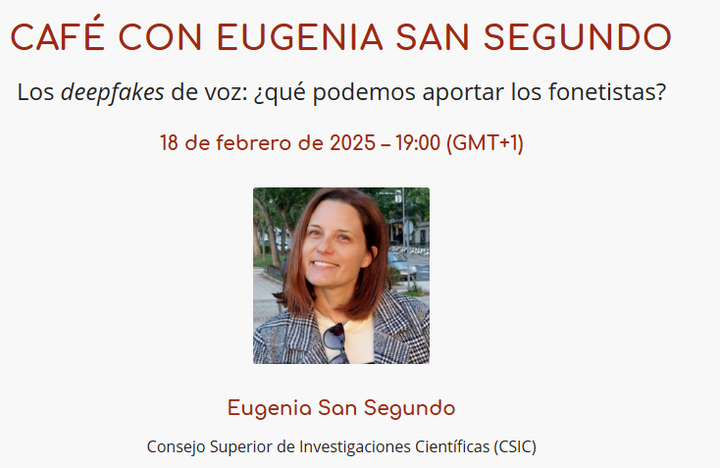 CAFÉ CON EUGENIA SAN SEGUNDO
Los deepfakes de voz: ¿qué podemos aportar los fonetistas?
18 de febrero de 2025 – 19:00 (GMT+1)
Eugenia San Segundo
Consejo Superior de Investigaciones Científicas (CSIC)